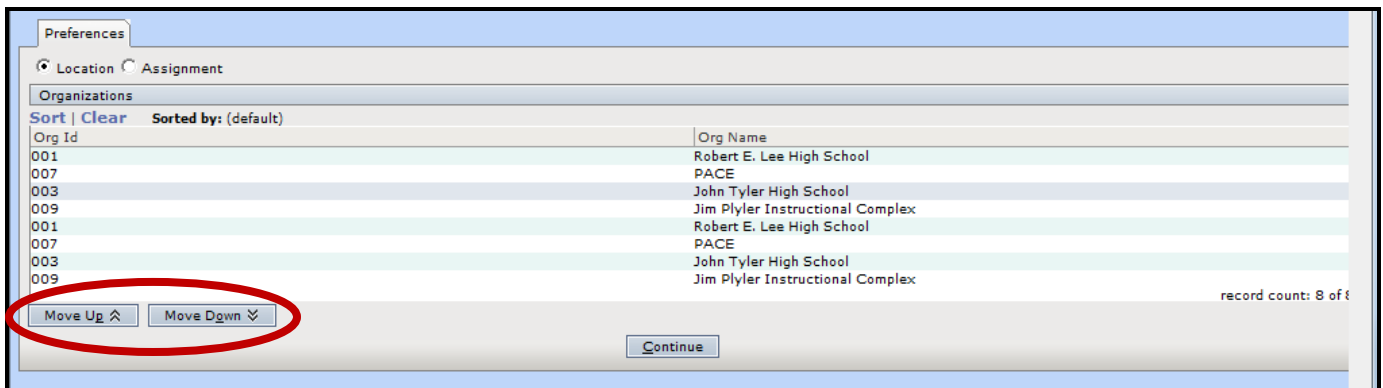 Preferences
Location Assignment
Organizations
Sort | Clear Sorted by: (default)
Org Id Org Name
001 Robert E. Lee High School
007 PACE
003 John Tyler High School
009 Jim Plyler Instructional Complex
001 Robert E. Lee High School
007 PACE
003 John Tyler High School
009 Jim Plyler Instructional Complex
record count: 8 of 8
Move Up Move Down
Continue